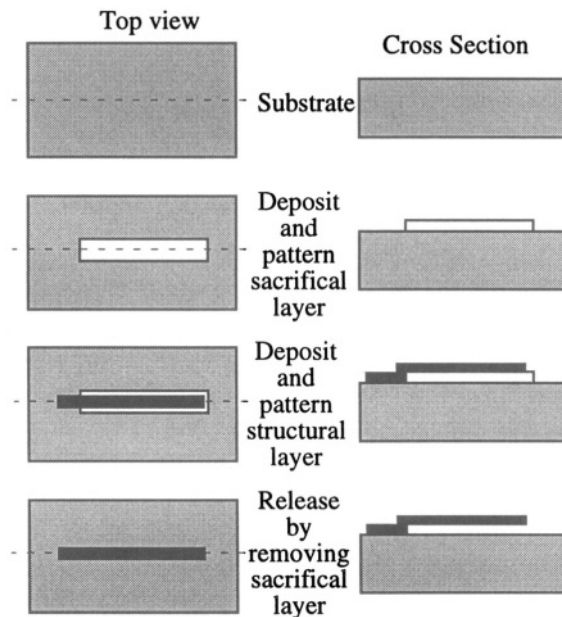 Top view
Cross Section
Substrate
Deposit
and
pattern
sacrifical
layer
Deposit
and
pattern
structural
layer
Release
by
removing
sacrifical
layer